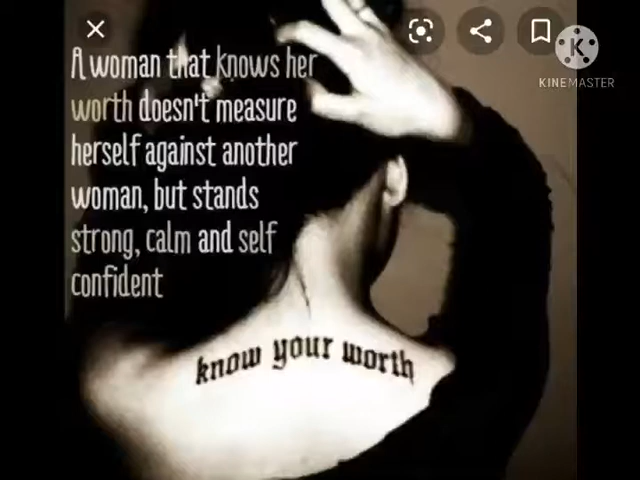 A woman that knows her
worth doesn't measure
herself against another
woman, but stands
strong, calm and self
confident
know your worth
K
KINEMASTER